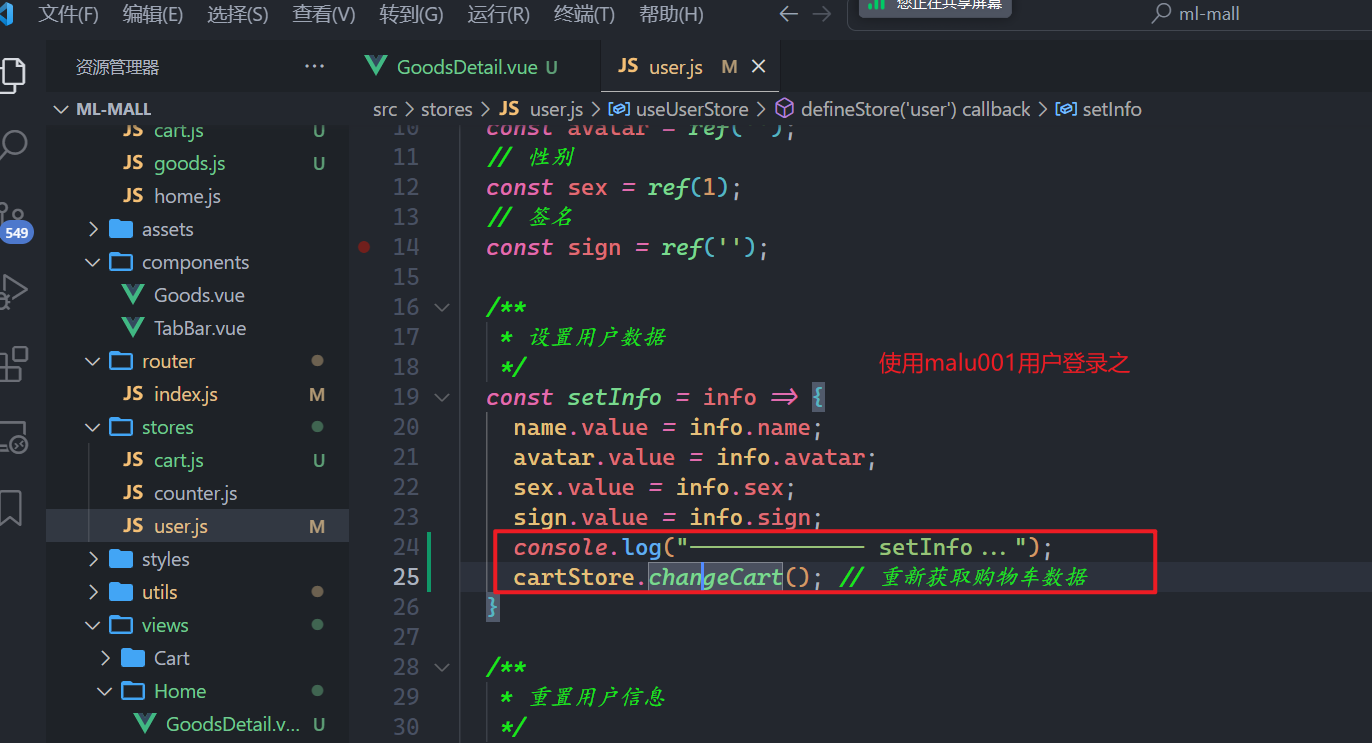 文件(F) 编辑(E) 选择(S) 查看(V) 转到(G) 运行(R) 终端(T) 帮助(H)
您正在共享屏幕
ml-mall
资源管理器 ···
GoodsDetail.vue U
JS user.js M
ML-MALL
src > stores > JS user.js > useUserStore > defineStore('user') callback > setInfo
JS cart.js U
JS goods.js U
JS home.js
assets
components
Goods.vue
TabBar.vue
router
JS index.js M
stores
JS cart.js U
JS counter.js
JS user.js M
styles
utils
views
Cart
Home
GoodsDetail.v... U
549
10 const avatar = ref('');
11 // 性别
12 const sex = ref(1);
13 // 签名
14 const sign = ref('');
15
16 /**
17 * 设置用户数据
18 */
使用malu001用户登录之
19 const setInfo = info => {
20 name.value = info.name;
21 avatar.value = info.avatar;
22 sex.value = info.sex;
23 sign.value = info.sign;
24 console.log("------------- setInfo...");
25 cartStore.changeCart(); // 重新获取购物车数据
26 }
27
28 /**
29 * 重置用户信息
30 */